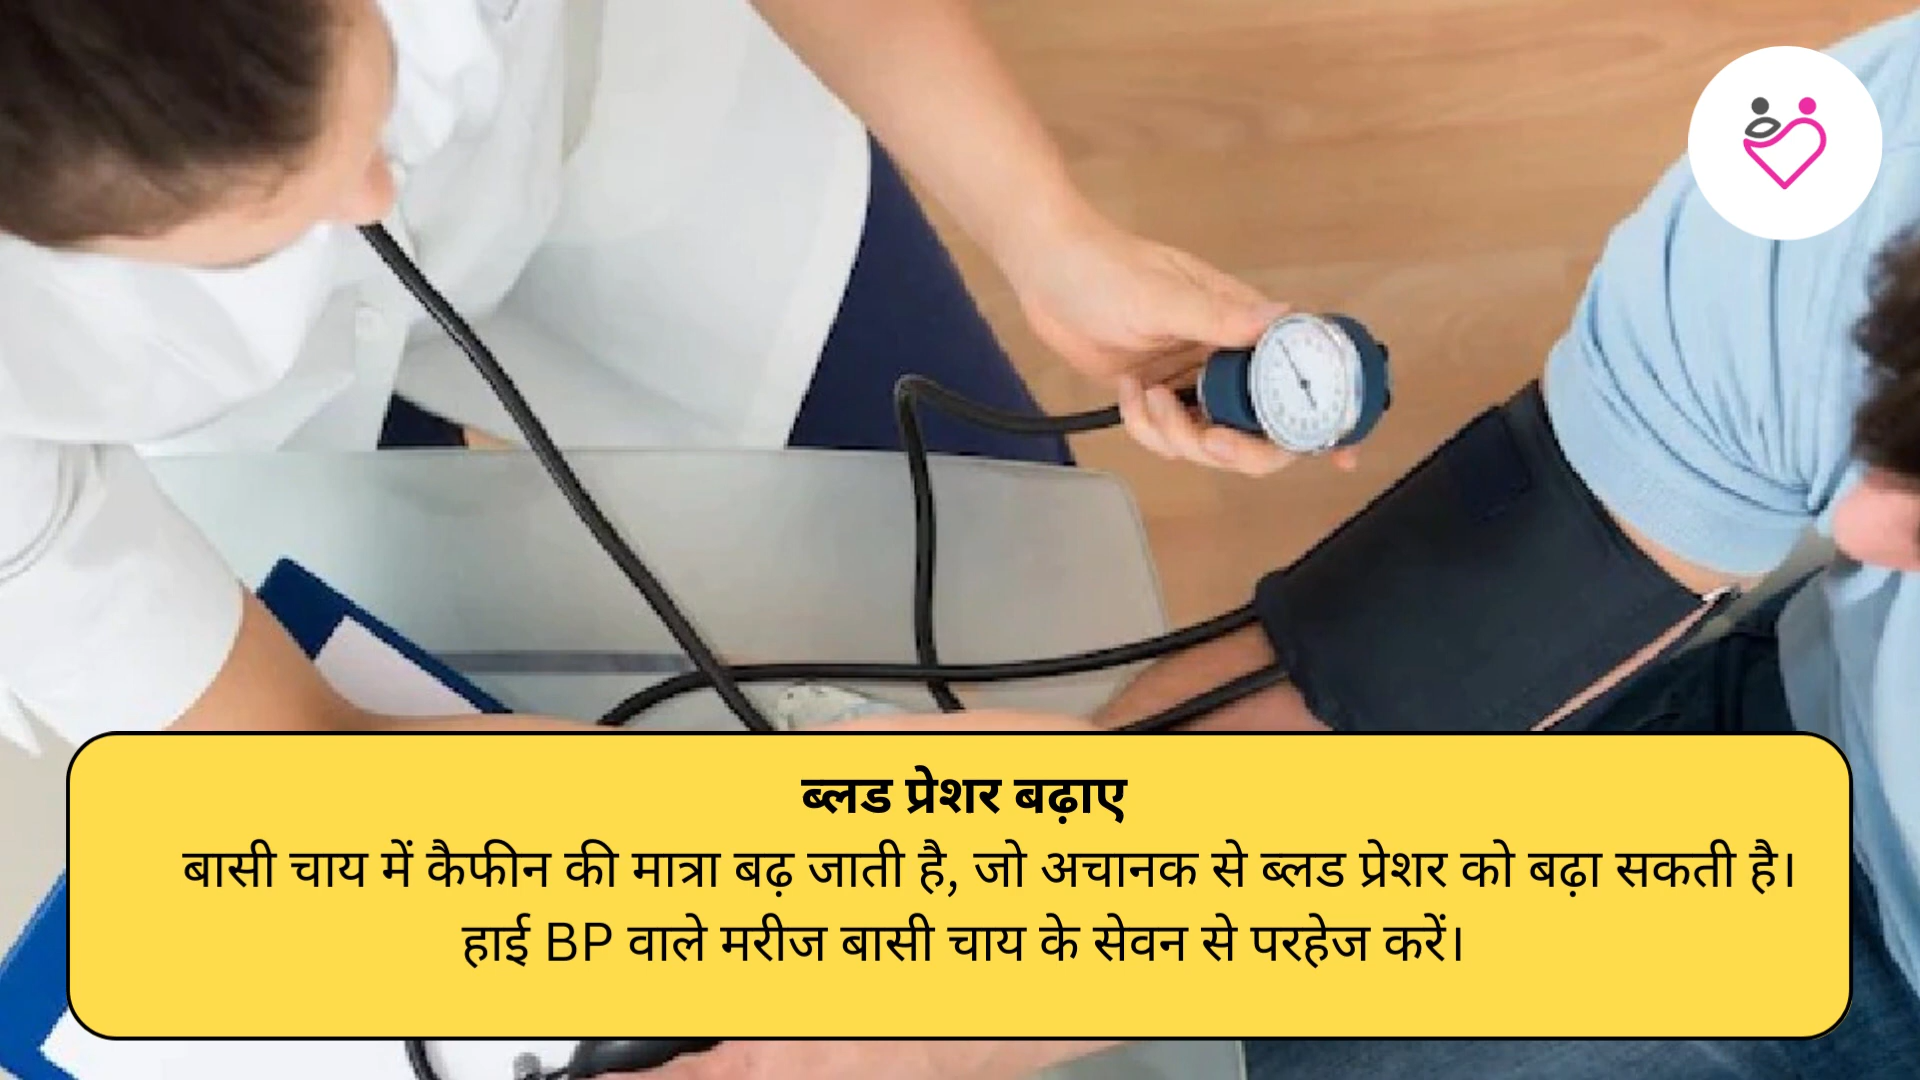 ब्लड प्रेशर बढ़ाए
बासी चाय में कैफीन की मात्रा बढ़ जाती है, जो अचानक से ब्लड प्रेशर को बढ़ा सकती है।
हाई BP वाले मरीज बासी चाय के सेवन से परहेज करें।